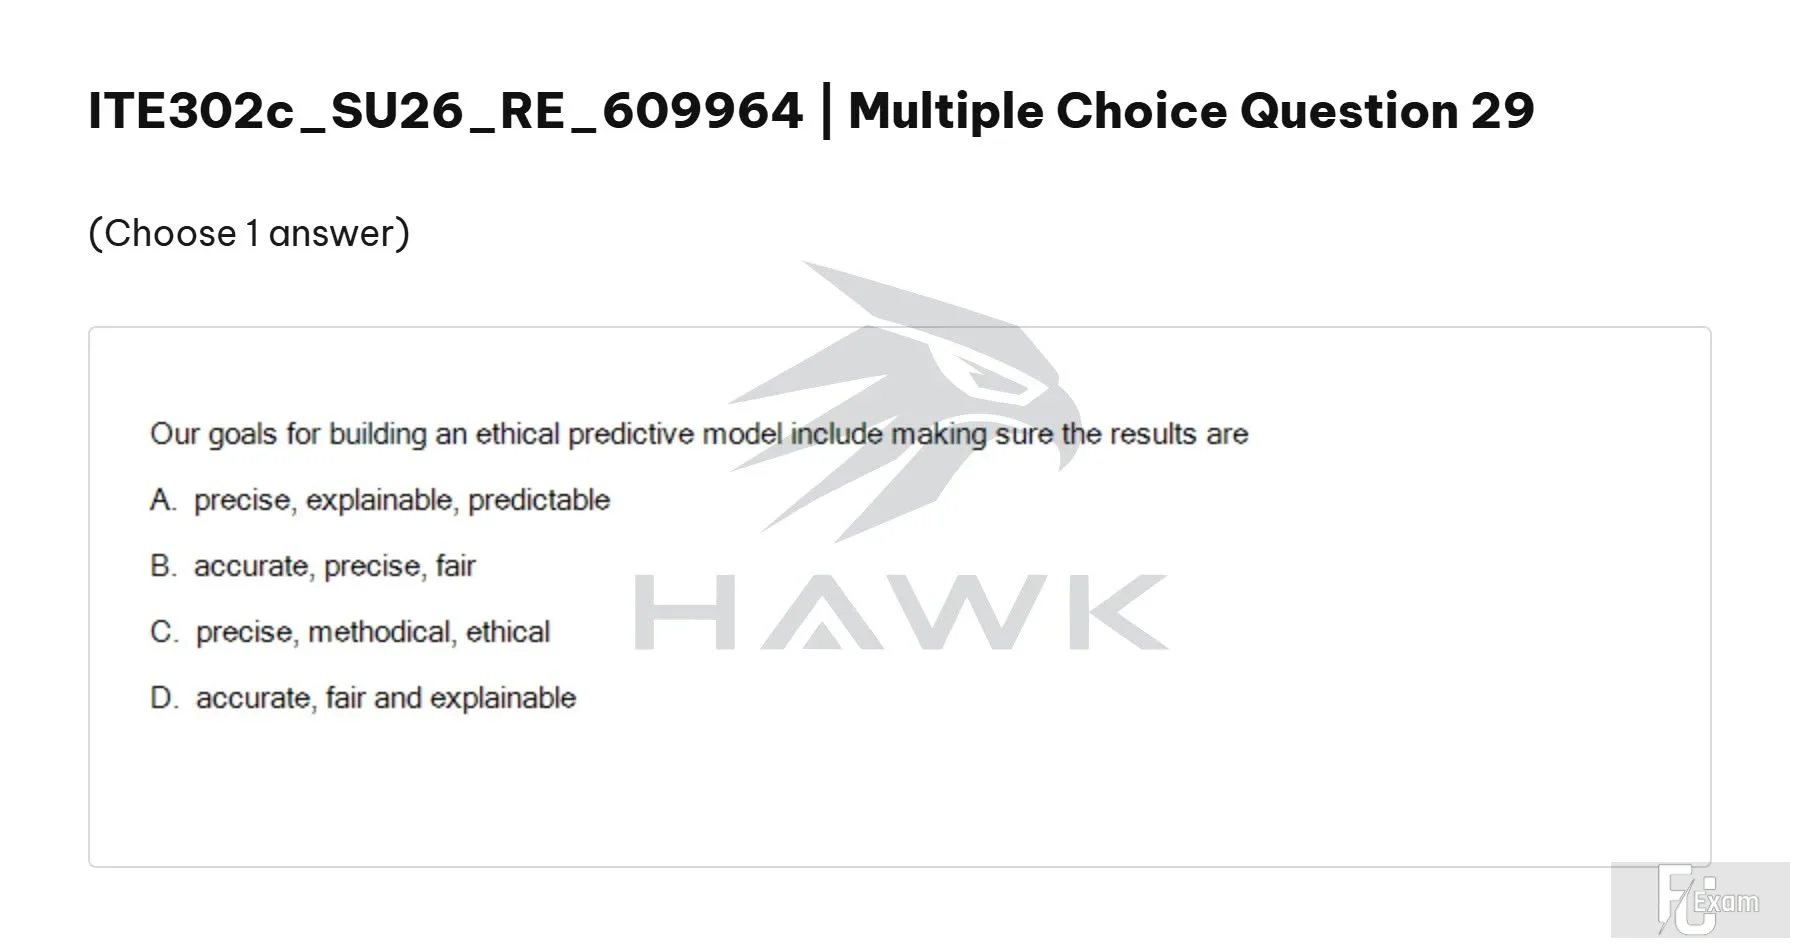 ITE302c_SU26_RE_609964 | Multiple Choice Question 29
(Choose 1 answer)
Our goals for building an ethical predictive model include making sure the results are
A. precise, explainable, predictable
B. accurate, precise, fair
C. precise, methodical, ethical
D. accurate, fair and explainable
HAWK
FU Exam